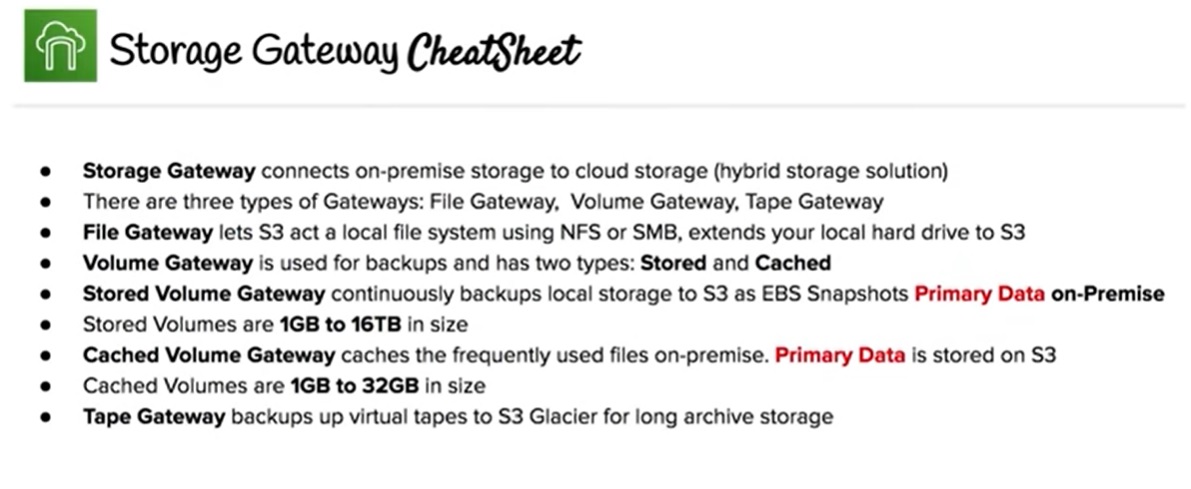 Storage Gateway CheatSheet
● Storage Gateway connects on-premise storage to cloud storage (hybrid storage solution)
● There are three types of Gateways: File Gateway, Volume Gateway, Tape Gateway
● File Gateway lets S3 act a local file system using NFS or SMB, extends your local hard drive to S3
● Volume Gateway is used for backups and has two types: Stored and Cached
● Stored Volume Gateway continuously backups local storage to S3 as EBS Snapshots Primary Data on-Premise
● Stored Volumes are 1GB to 16TB in size
● Cached Volume Gateway caches the frequently used files on-premise. Primary Data is stored on S3
● Cached Volumes are 1GB to 32GB in size
● Tape Gateway backups up virtual tapes to S3 Glacier for long archive storage